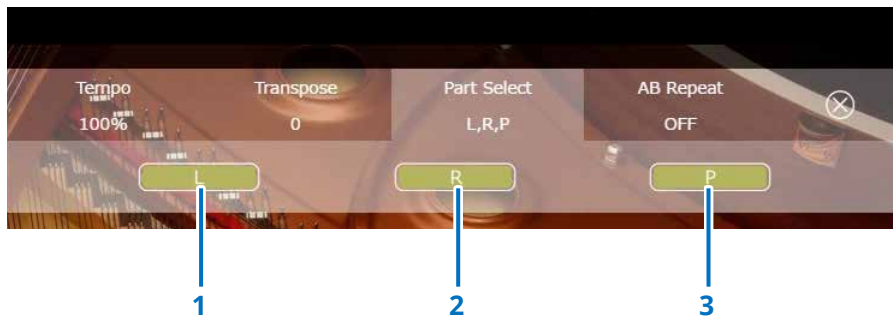 Tempo Transpose Part Select AB Repeat
100% 0 L,R,P OFF
L R P
1 2 3